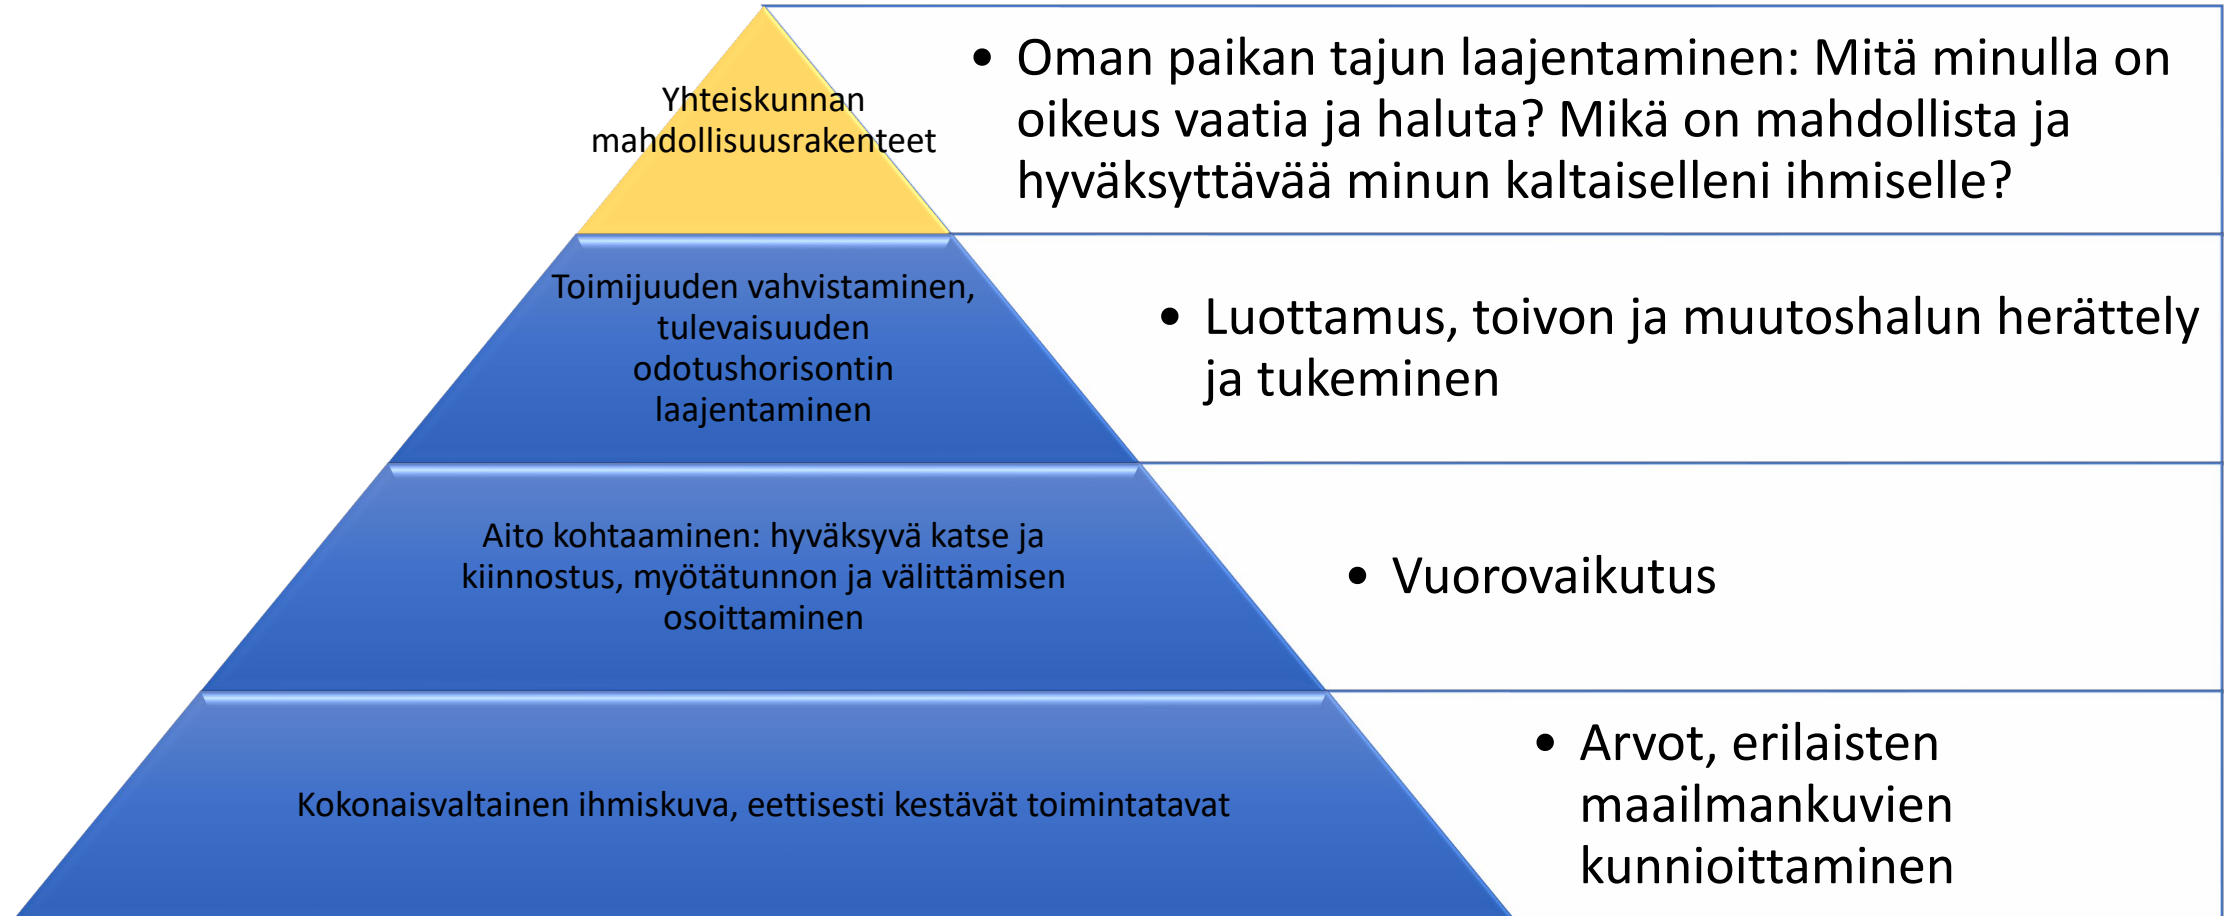 Yhteiskunnan
mahdollisuusrakenteet
• Oman paikan tajun laajentaminen: Mitä minulla on
oikeus vaatia ja haluta? Mikä on mahdollista ja
hyväksyttävää minun kaltaiselleni ihmiselle?
Toimijuuden vahvistaminen,
tulevaisuuden
odotushorisontin
laajentaminen
• Luottamus, toivon ja muutoshalun herättely
ja tukeminen
Aito kohtaaminen: hyväksyvä katse ja
kiinnostus, myötätunnon ja välittämisen
osoittaminen
• Vuorovaikutus
Kokonaisvaltainen ihmiskuva, eettisesti kestävät toimintatavat
• Arvot, erilaisten
maailmankuvien
kunnioittaminen